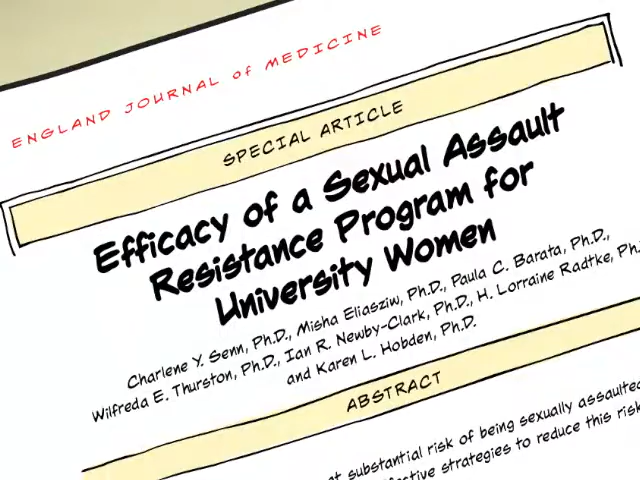 ENGLAND JOURNAL of MEDICINE
SPECIAL ARTICLE
Efficacy of a Sexual Assault
Resistance Program for
University Women
Charlene Y. Senn, Ph.D., Misha Eliasziw, Ph.D., Paula C. Barata, Ph.D.,
Wilfreda E. Thurston, Ph.D., Ian R. Newby-Clark, Ph.D., H. Lorraine Radtke, Ph.
and Karen L. Hobden, Ph.D.
ABSTRACT
substantial risk of being sexually assaulted
strategies to reduce this risk